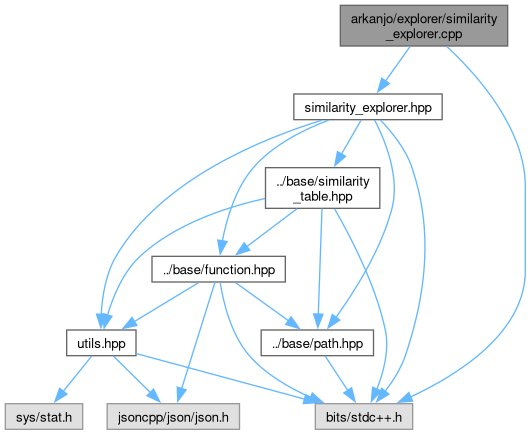 arkanjo/explorer/similarity
_explorer.cpp
similarity_explorer.hpp
../base/similarity
_table.hpp
../base/function.hpp
utils.hpp
../base/path.hpp
sys/stat.h
jsoncpp/json/json.h
bits/stdc++.h